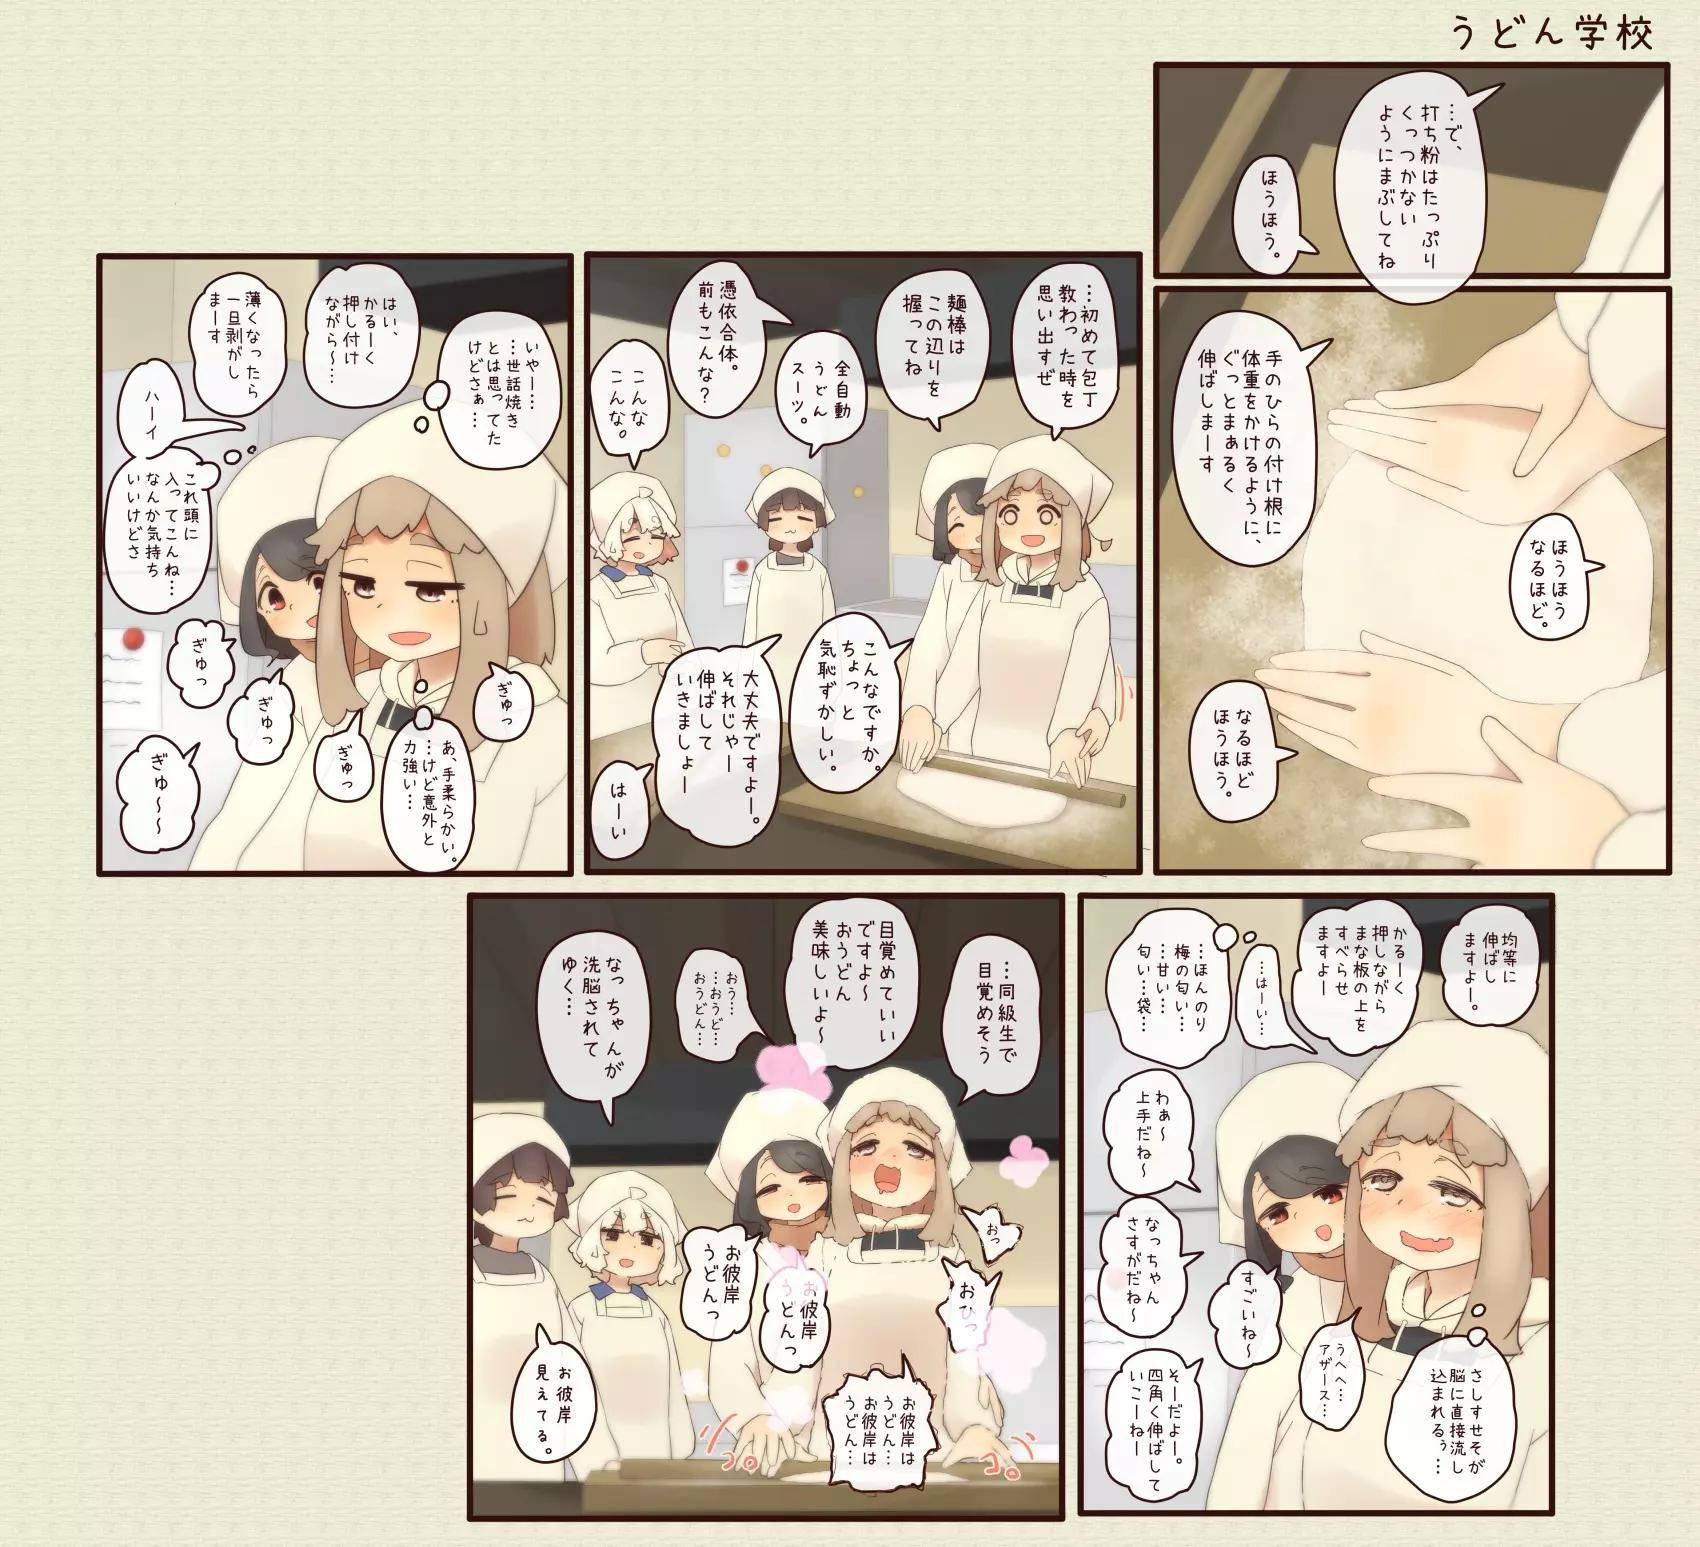 うどん学校
…で、
打ち粉はたっぷり
くっつかない
ようにまぶしてね
ほうほう。
手のひらの付け根に
体重をかけるように、
ぐっとまぁるく
伸ばしまーす
ほうほう
なるほど。
なるほど
ほうほう。
…初めて包丁
教わった時を
思い出すぜ
麺棒は
この辺りを
握ってね
全自動
うどん
スーツ。
憑依合体。
前もこんな？
こんな
こんな。
こんなですか。
ちょっと
気恥ずかしい。
大丈夫ですよー。
それじゃー
伸ばして
いきましょー
はーい
いやー…
…世話焼き
とは思ってた
けどさぁ…
はい、
かるーく
押し付け
ながら～…
薄くなったら
一旦剥がし
まーす
ハーイ
これ頭に
入ってこんね…
なんか気持ち
いいけどさ
ぎゅっ
ぎゅっ
ぎゅっ
ぎゅっ
ぎゅ～～
あ、手柔らかい。
…けど意外と
力強い…
均等に
伸ばし
ますよー。
かるーく
押しながら
まな板の上を
すべらせ
ますよー
…はーい…
…ほんのり
梅の匂い…
…甘い…
匂い…袋…
わぁ～
上手だね～
なっちゃん
さすがだね～
すごいね～
そーだよー。
四角く伸ばして
いこーねー
うへへ…
アザース…
さしすせそが
脳に直接流し
込まれるぅ…
…同級生で
目覚めそう
目覚めていい
ですよ～
おうどん
美味しいよ～
おう…
…おうど…
おうどん…
なっちゃんが
洗脳されて
ゆく…
おっ
おひっ
お彼岸
うどんっ
お彼岸
うどんっ
お彼岸は
うどん…
お彼岸は
うどん…
お彼岸
見えてる。
コ。
コ。